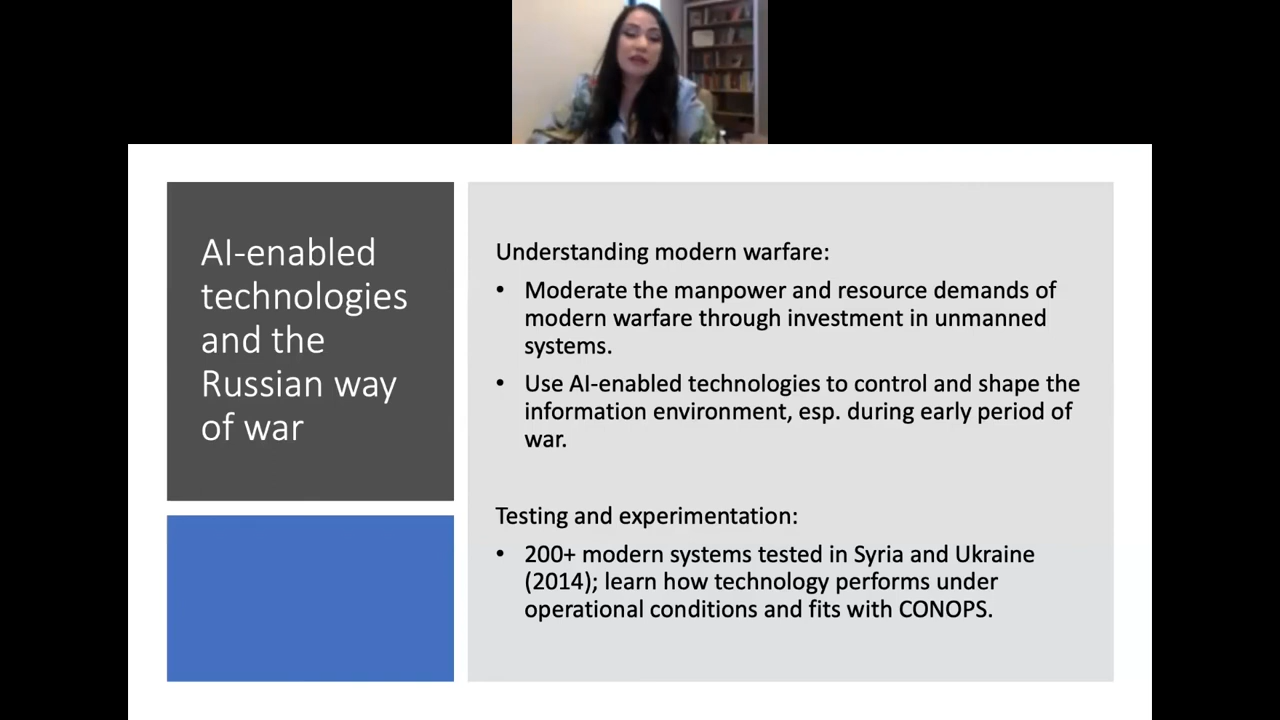 AI-enabled
technologies
and the
Russian way
of war
Understanding modern warfare:
• Moderate the manpower and resource demands of
modern warfare through investment in unmanned
systems.
• Use AI-enabled technologies to control and shape the
information environment, esp. during early period of
war.
Testing and experimentation:
• 200+ modern systems tested in Syria and Ukraine
(2014); learn how technology performs under
operational conditions and fits with CONOPS.